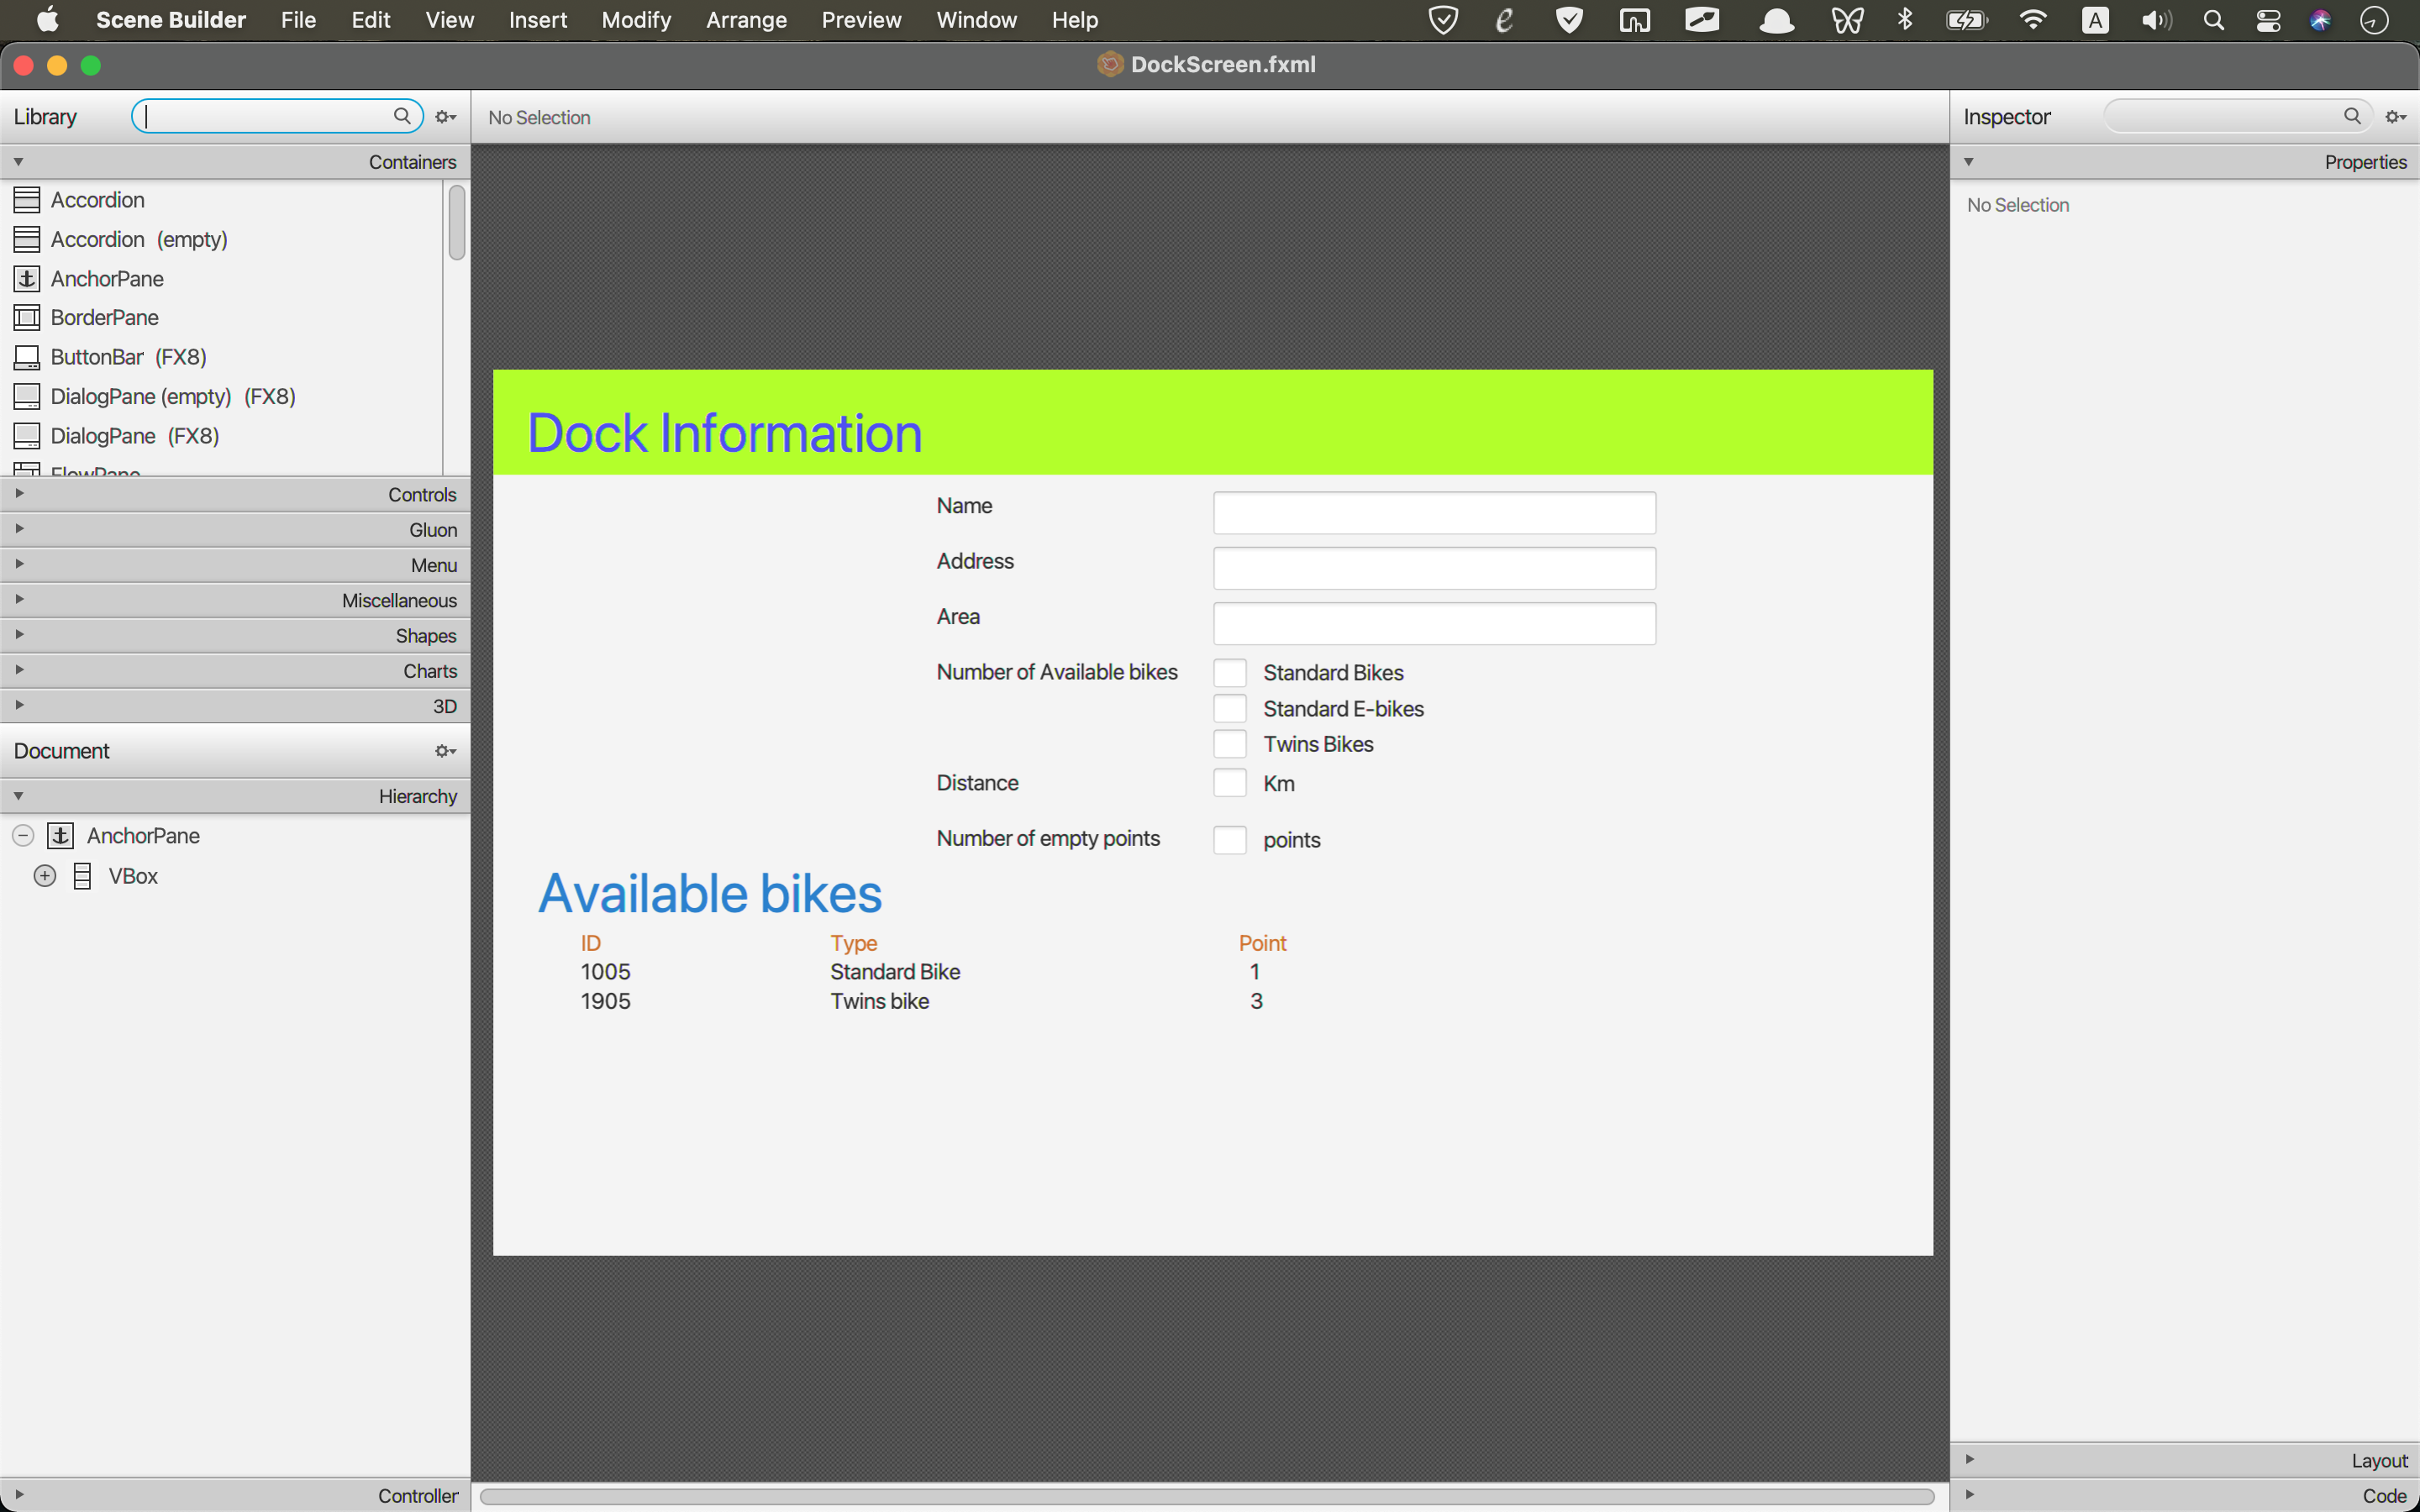 Scene Builder File Edit View Insert Modify Arrange Preview Window Help A
DockScreen.fxml
Library
No Selection
Inspector
Containers
Properties
Accordion
No Selection
Accordion (empty)
AnchorPane
BorderPane
ButtonBar (FX8)
DialogPane (empty) (FX8)
DialogPane (FX8)
FlowPane
Controls
Gluon
Menu
Miscellaneous
Shapes
Charts
3D
Document
Hierarchy
AnchorPane
VBox
Controller
Dock Information
Name
Address
Area
Number of Available bikes
Standard Bikes
Standard E-bikes
Twins Bikes
Distance
Km
Number of empty points
points
Available bikes
ID Type Point
1005 Standard Bike 1
1905 Twins bike 3
Layout
Code